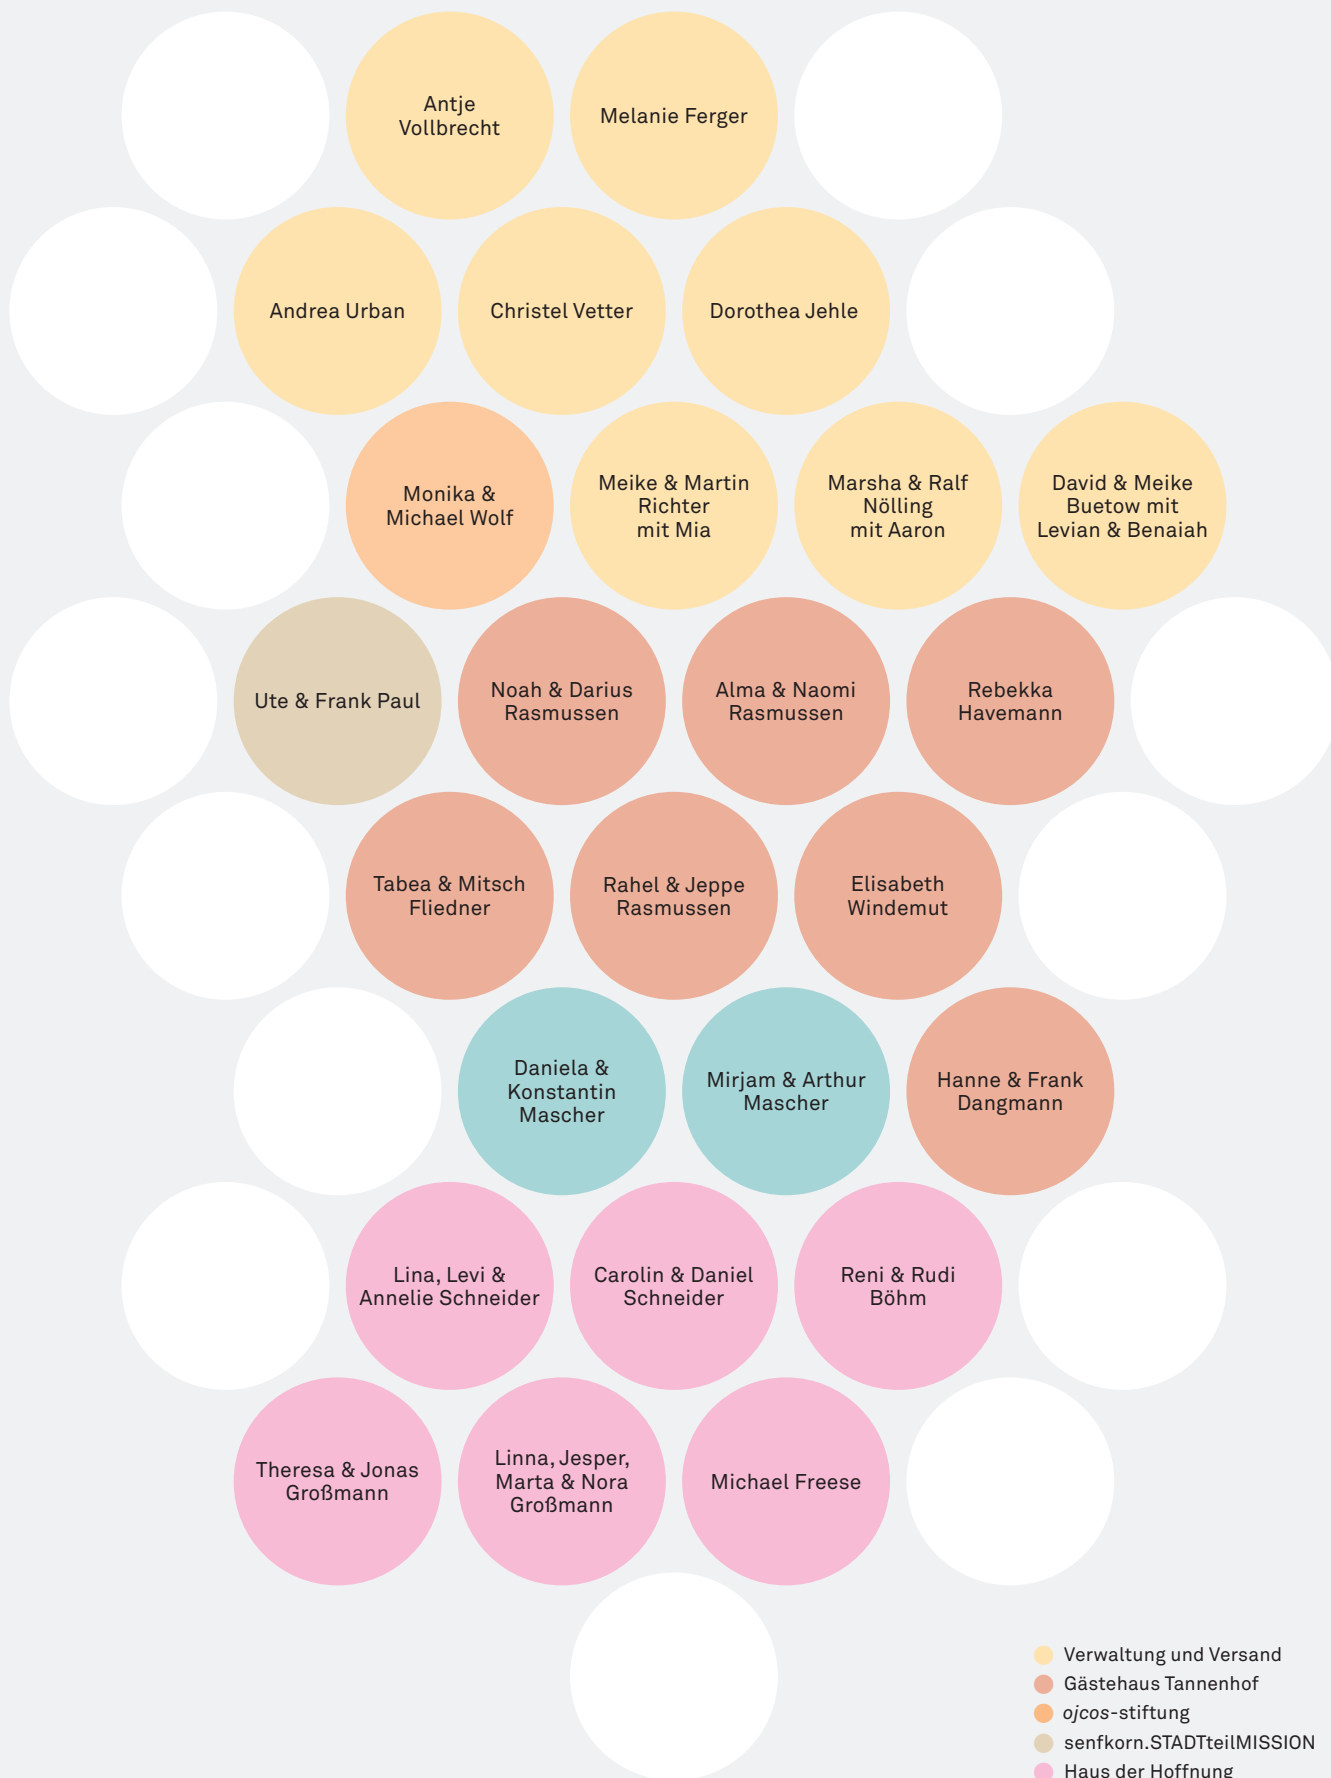 Antje
Vollbrecht
Melanie Ferger
Andrea Urban
Christel Vetter
Dorothea Jehle
Monika &
Michael Wolf
Meike & Martin
Richter
mit Mia
Marsha & Ralf
Nölling
mit Aaron
David & Meike
Buetow mit
Levian & Benaiah
Ute & Frank Paul
Noah & Darius
Rasmussen
Alma & Naomi
Rasmussen
Rebekka
Havemann
Tabea & Mitsch
Fliedner
Rahel & Jeppe
Rasmussen
Elisabeth
Windemut
Daniela &
Konstantin
Mascher
Mirjam & Arthur
Mascher
Hanne & Frank
Dangmann
Lina, Levi &
Annelie Schneider
Carolin & Daniel
Schneider
Reni & Rudi
Böhm
Theresa & Jonas
Großmann
Linna, Jesper,
Marta & Nora
Großmann
Michael Freese
Verwaltung und Versand
Gästehaus Tannenhof
ojcos-stiftung
senfkorn.STADTteilMISSION
Haus der Hoffnung